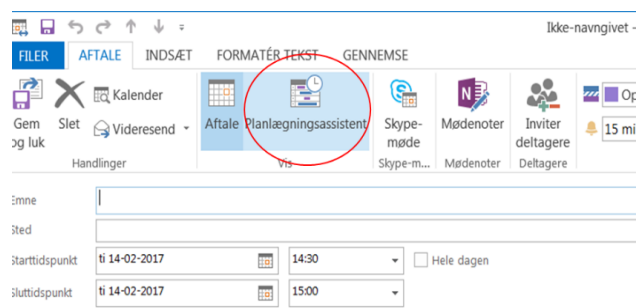 Ikke-navngivet -
FILER AFTALE INDSÆT FORMATÉR TEKST GENNEMSE
Gem og luk
Slet
Kalender
Videresend
Handlinger
Aftale
Planlægningsassistent
Vis
Skype-
møde
Skype-m...
Mødenoter
Mødenoter
Inviter
deltagere
Deltagere
Op
15 mi
Emne
Sted
Starttidspunkt ti 14-02-2017 14:30 Hele dagen
Sluttidspunkt ti 14-02-2017 15:00